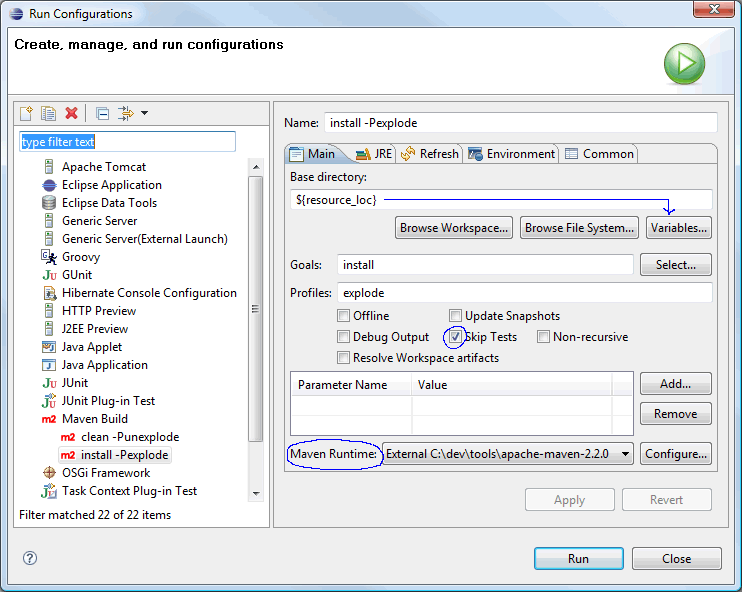 Run Configurations
Create, manage, and run configurations
type filter text
Apache Tomcat
Eclipse Application
Eclipse Data Tools
Generic Server
Generic Server(External Launch)
Groovy
GUnit
Hibernate Console Configuration
HTTP Preview
J2EE Preview
Java Applet
Java Application
JUnit
JUnit Plug-in Test
Maven Build
clean -Punexplode
install -Pexplode
OSGi Framework
Task Context Plug-in Test
Filter matched 22 of 22 items
Name: install -Pexplode
Main JRE Refresh Environment Common
Base directory:
${resource_loc}
Browse Workspace... Browse File System... Variables...
Goals: install Select...
Profiles: explode
Offline Update Snapshots
Debug Output Skip Tests Non-recursive
Resolve Workspace artifacts
Parameter Name Value Add...
Remove
Maven Runtime: External C:\dev\tools\apache-maven-2.2.0 Configure...
Apply Revert
Run Close